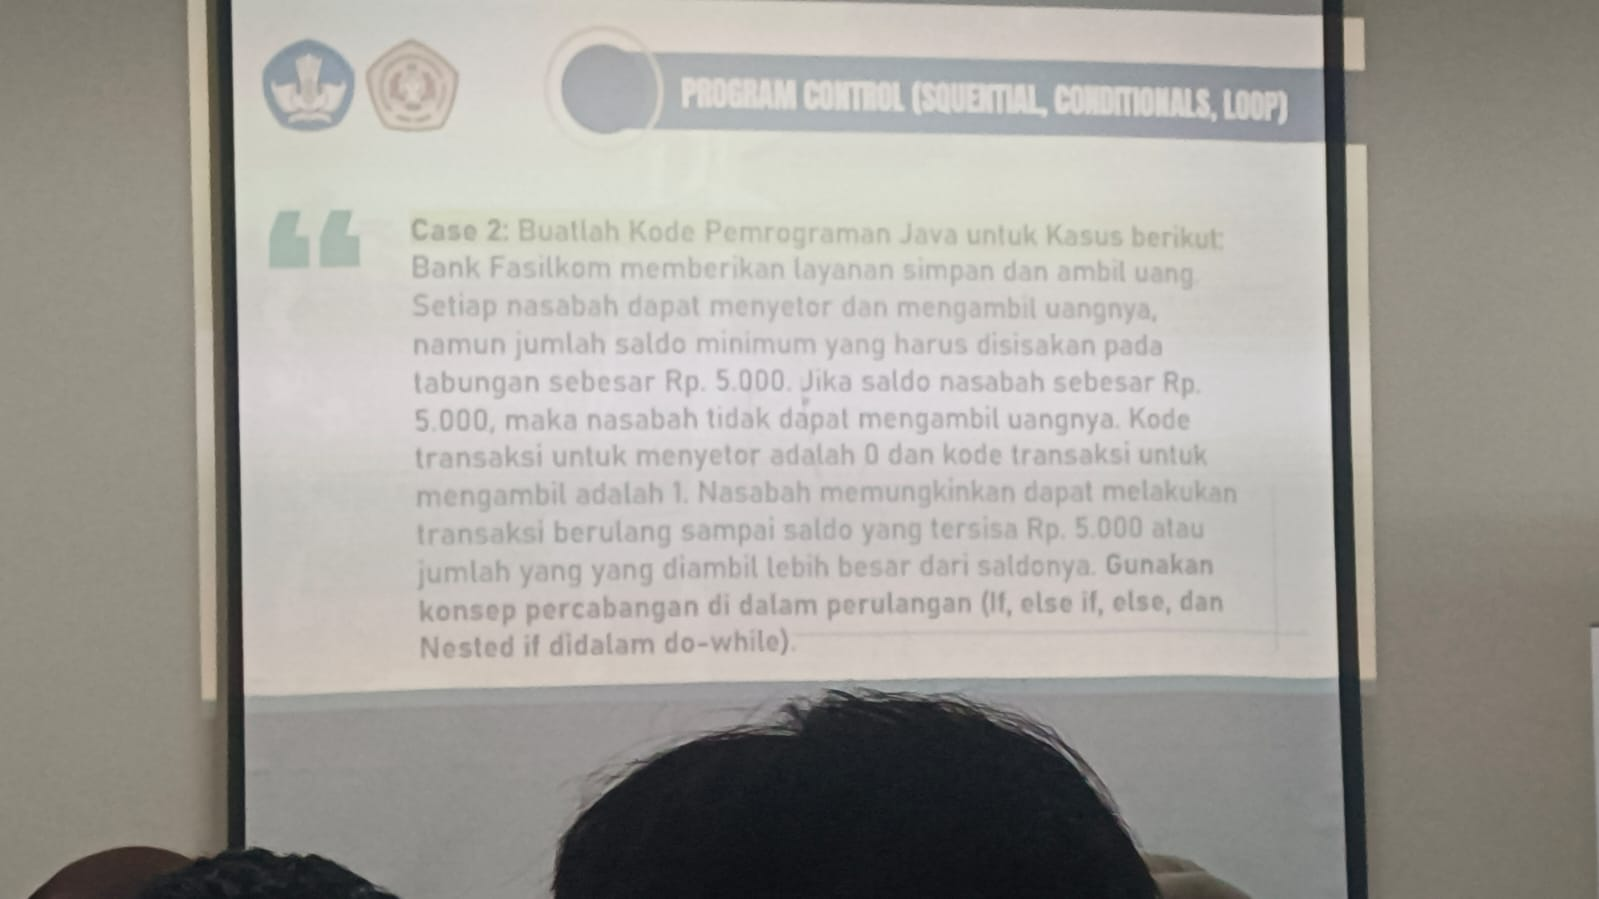 PROGRAM CONTROL (SQUENTIAL, CONDITIONALS, LOOP)
Case 2: Buatlah Kode Pemrograman Java untuk Kasus berikut:
Bank Fasilkom memberikan layanan simpan dan ambil uang.
Setiap nasabah dapat menyetor dan mengambil uangnya,
namun jumlah saldo minimum yang harus disisakan pada
tabungan sebesar Rp. 5.000. Jika saldo nasabah sebesar Rp.
5.000, maka nasabah tidak dapat mengambil uangnya. Kode
transaksi untuk menyetor adalah 0 dan kode transaksi untuk
mengambil adalah 1. Nasabah memungkinkan dapat melakukan
transaksi berulang sampai saldo yang tersisa Rp. 5.000 atau
jumlah yang yang diambil lebih besar dari saldonya. Gunakan
konsep percabangan di dalam perulangan (If, else if, else, dan
Nested if didalam do-while).